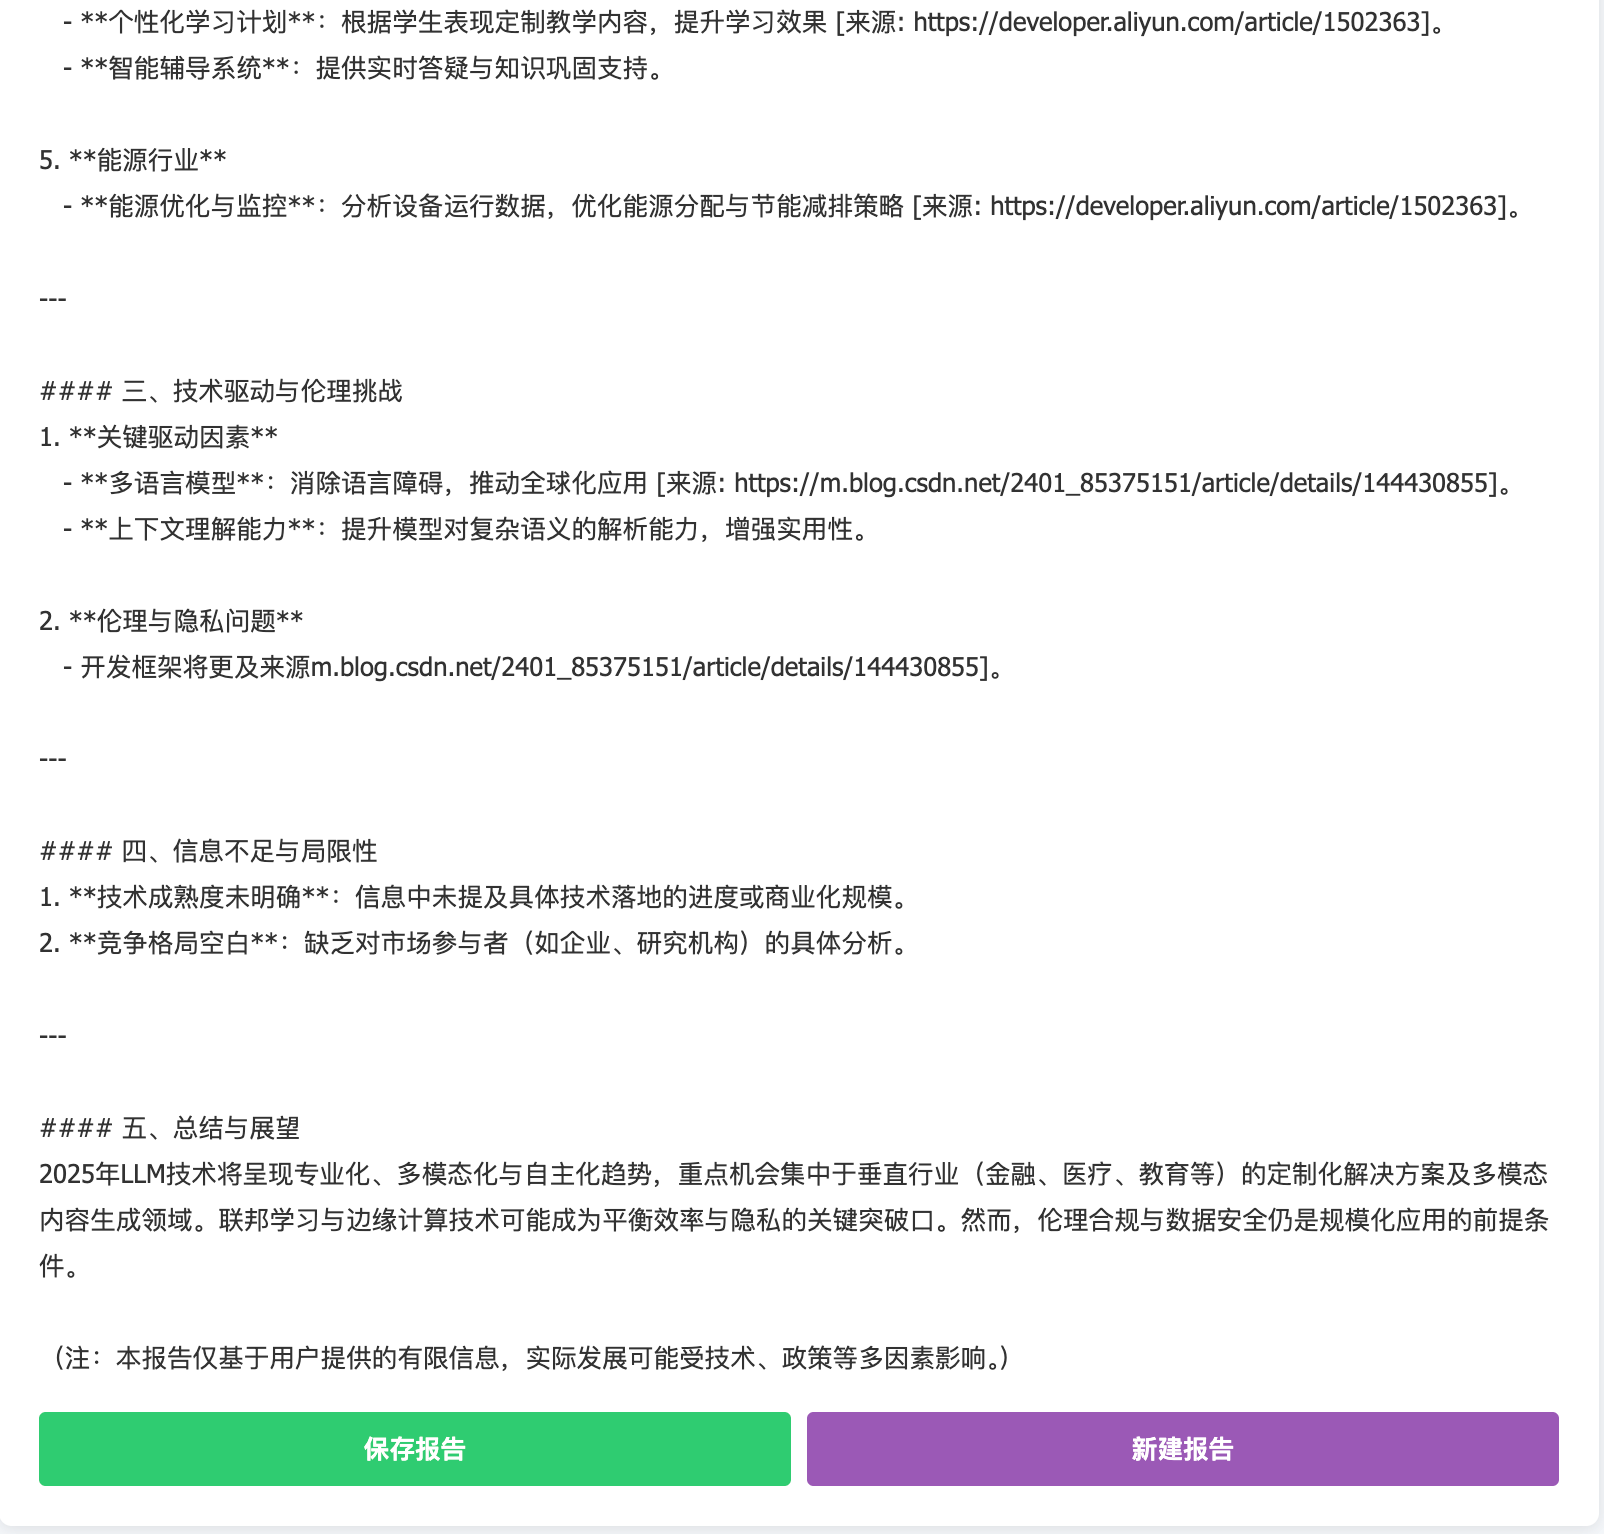 - **个性化学习计划**：根据学生表现定制教学内容，提升学习效果 [来源: https://developer.aliyun.com/article/1502363]。
- **智能辅导系统**：提供实时答疑与知识巩固支持。
5. **能源行业**
- **能源优化与监控**：分析设备运行数据，优化能源分配与节能减排策略 [来源: https://developer.aliyun.com/article/1502363]。
---
#### 三、技术驱动与伦理挑战
1. **关键驱动因素**
- **多语言模型**：消除语言障碍，推动全球化应用 [来源: https://m.blog.csdn.net/2401_85375151/article/details/144430855]。
- **上下文理解能力**：提升模型对复杂语义的解析能力，增强实用性。
2. **伦理与隐私问题**
- 开发框架将更及来源m.blog.csdn.net/2401_85375151/article/details/144430855]。
---
#### 四、信息不足与局限性
1. **技术成熟度未明确**：信息中未提及具体技术落地的进度或商业化规模。
2. **竞争格局空白**：缺乏对市场参与者（如企业、研究机构）的具体分析。
---
#### 五、总结与展望
2025年LLM技术将呈现专业化、多模态化与自主化趋势，重点机会集中于垂直行业（金融、医疗、教育等）的定制化解决方案及多模态
内容生成领域。联邦学习与边缘计算技术可能成为平衡效率与隐私的关键突破口。然而，伦理合规与数据安全仍是规模化应用的前提条
件。
（注：本报告仅基于用户提供的有限信息，实际发展可能受技术、政策等多因素影响。）
保存报告
新建报告